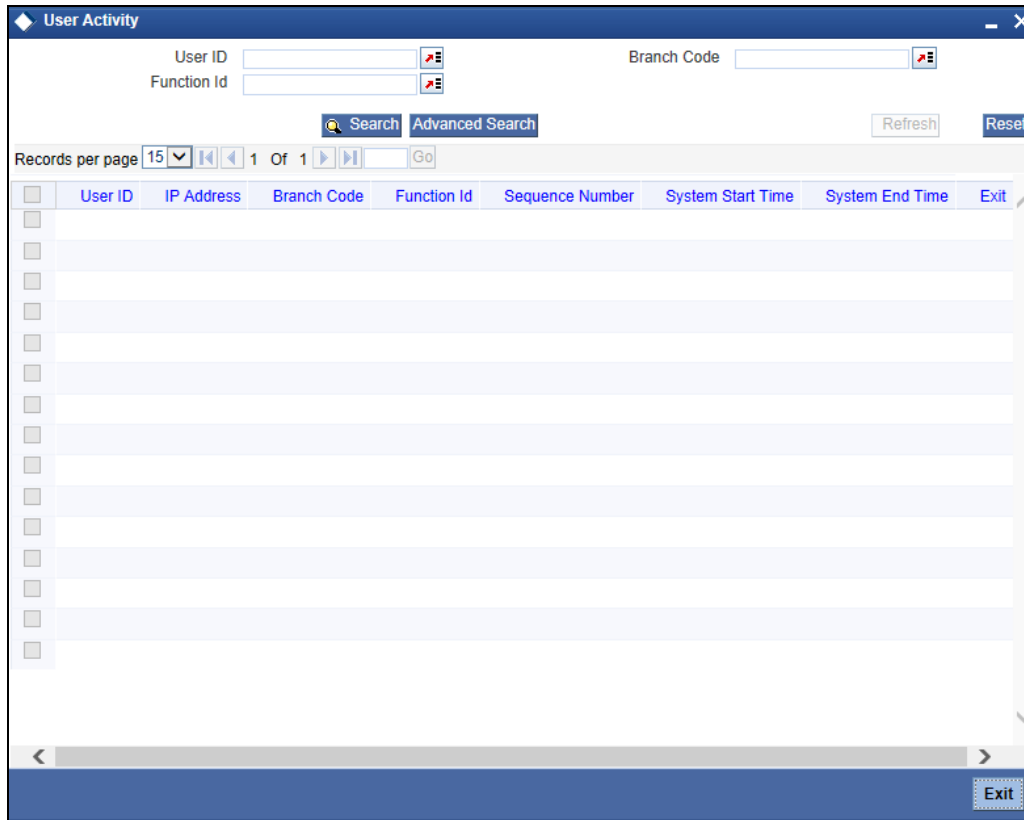 User Activity
User ID
Branch Code
Function Id
Search Advanced Search Refresh Reset
Records per page 15 1 Of 1 Go
User ID IP Address Branch Code Function Id Sequence Number System Start Time System End Time Exit
Exit